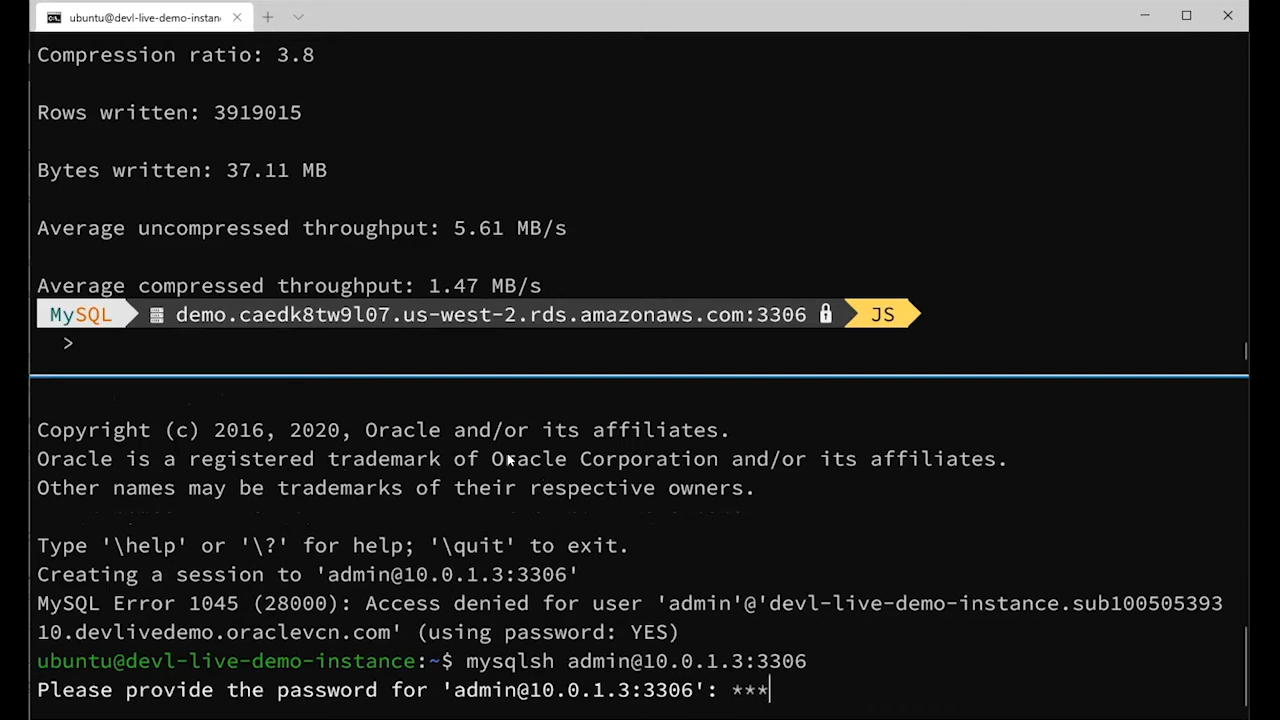 ubuntu@devl-live-demo-instan
Compression ratio: 3.8
Rows written: 3919015
Bytes written: 37.11 MB
Average uncompressed throughput: 5.61 MB/s
Average compressed throughput: 1.47 MB/s
MySQL demo.caedk8tw9l07.us-west-2.rds.amazonaws.com:3306 JS
>
Copyright (c) 2016, 2020, Oracle and/or its affiliates.
Oracle is a registered trademark of Oracle Corporation and/or its affiliates.
Other names may be trademarks of their respective owners.
Type '\help' or '\?' for help; '\quit' to exit.
Creating a session to 'admin@10.0.1.3:3306'
MySQL Error 1045 (28000): Access denied for user 'admin'@'devl-live-demo-instance.sub100505393
10.devlivedemo.oraclevcn.com' (using password: YES)
ubuntu@devl-live-demo-instance:~$ mysqlsh admin@10.0.1.3:3306
Please provide the password for 'admin@10.0.1.3:3306': ***